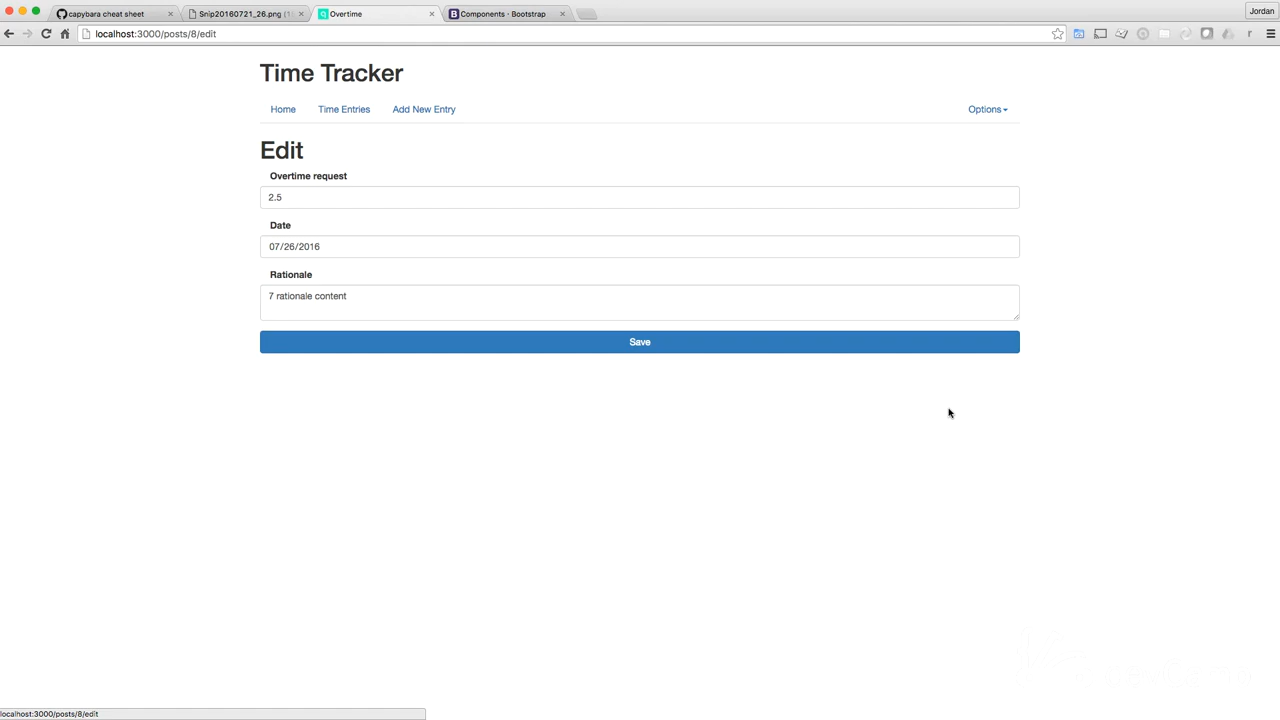 capybara cheat sheet
Snip20160721_26.png (1
Overtime
Components · Bootstrap
Jordan
localhost:3000/posts/8/edit
Time Tracker
Home
Time Entries
Add New Entry
Options
Edit
Overtime request
2.5
Date
07/26/2016
Rationale
7 rationale content
Save
localhost:3000/posts/8/edit